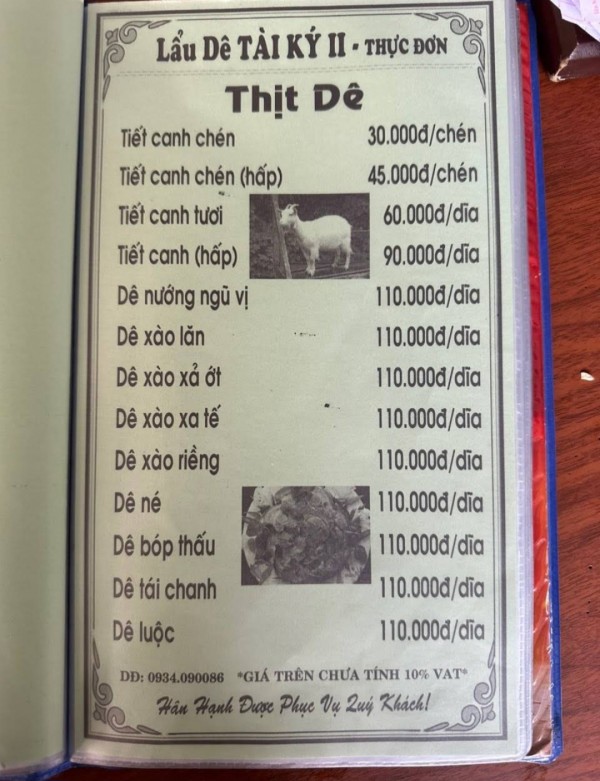 Lẩu Dê TÀI KÝ II - THỰC ĐƠN
Thịt Dê
Tiết canh chén 30.000đ/chén
Tiết canh chén (hấp) 45.000đ/chén
Tiết canh tươi 60.000đ/dĩa
Tiết canh (hấp) 90.000đ/dĩa
Dê nướng ngũ vị 110.000đ/dĩa
Dê xào lăn 110.000đ/dĩa
Dê xào xả ớt 110.000đ/dĩa
Dê xào xa tế 110.000đ/dĩa
Dê xào riềng 110.000đ/dĩa
Dê né 110.000đ/dĩa
Dê bóp thấu 110.000đ/dĩa
Dê tái chanh 110.000đ/dĩa
Dê luộc 110.000đ/dĩa
DĐ: 0934.090086 *GIÁ TRÊN CHƯA TÍNH 10% VAT*
Hân Hạnh Được Phục Vụ Quý Khách!